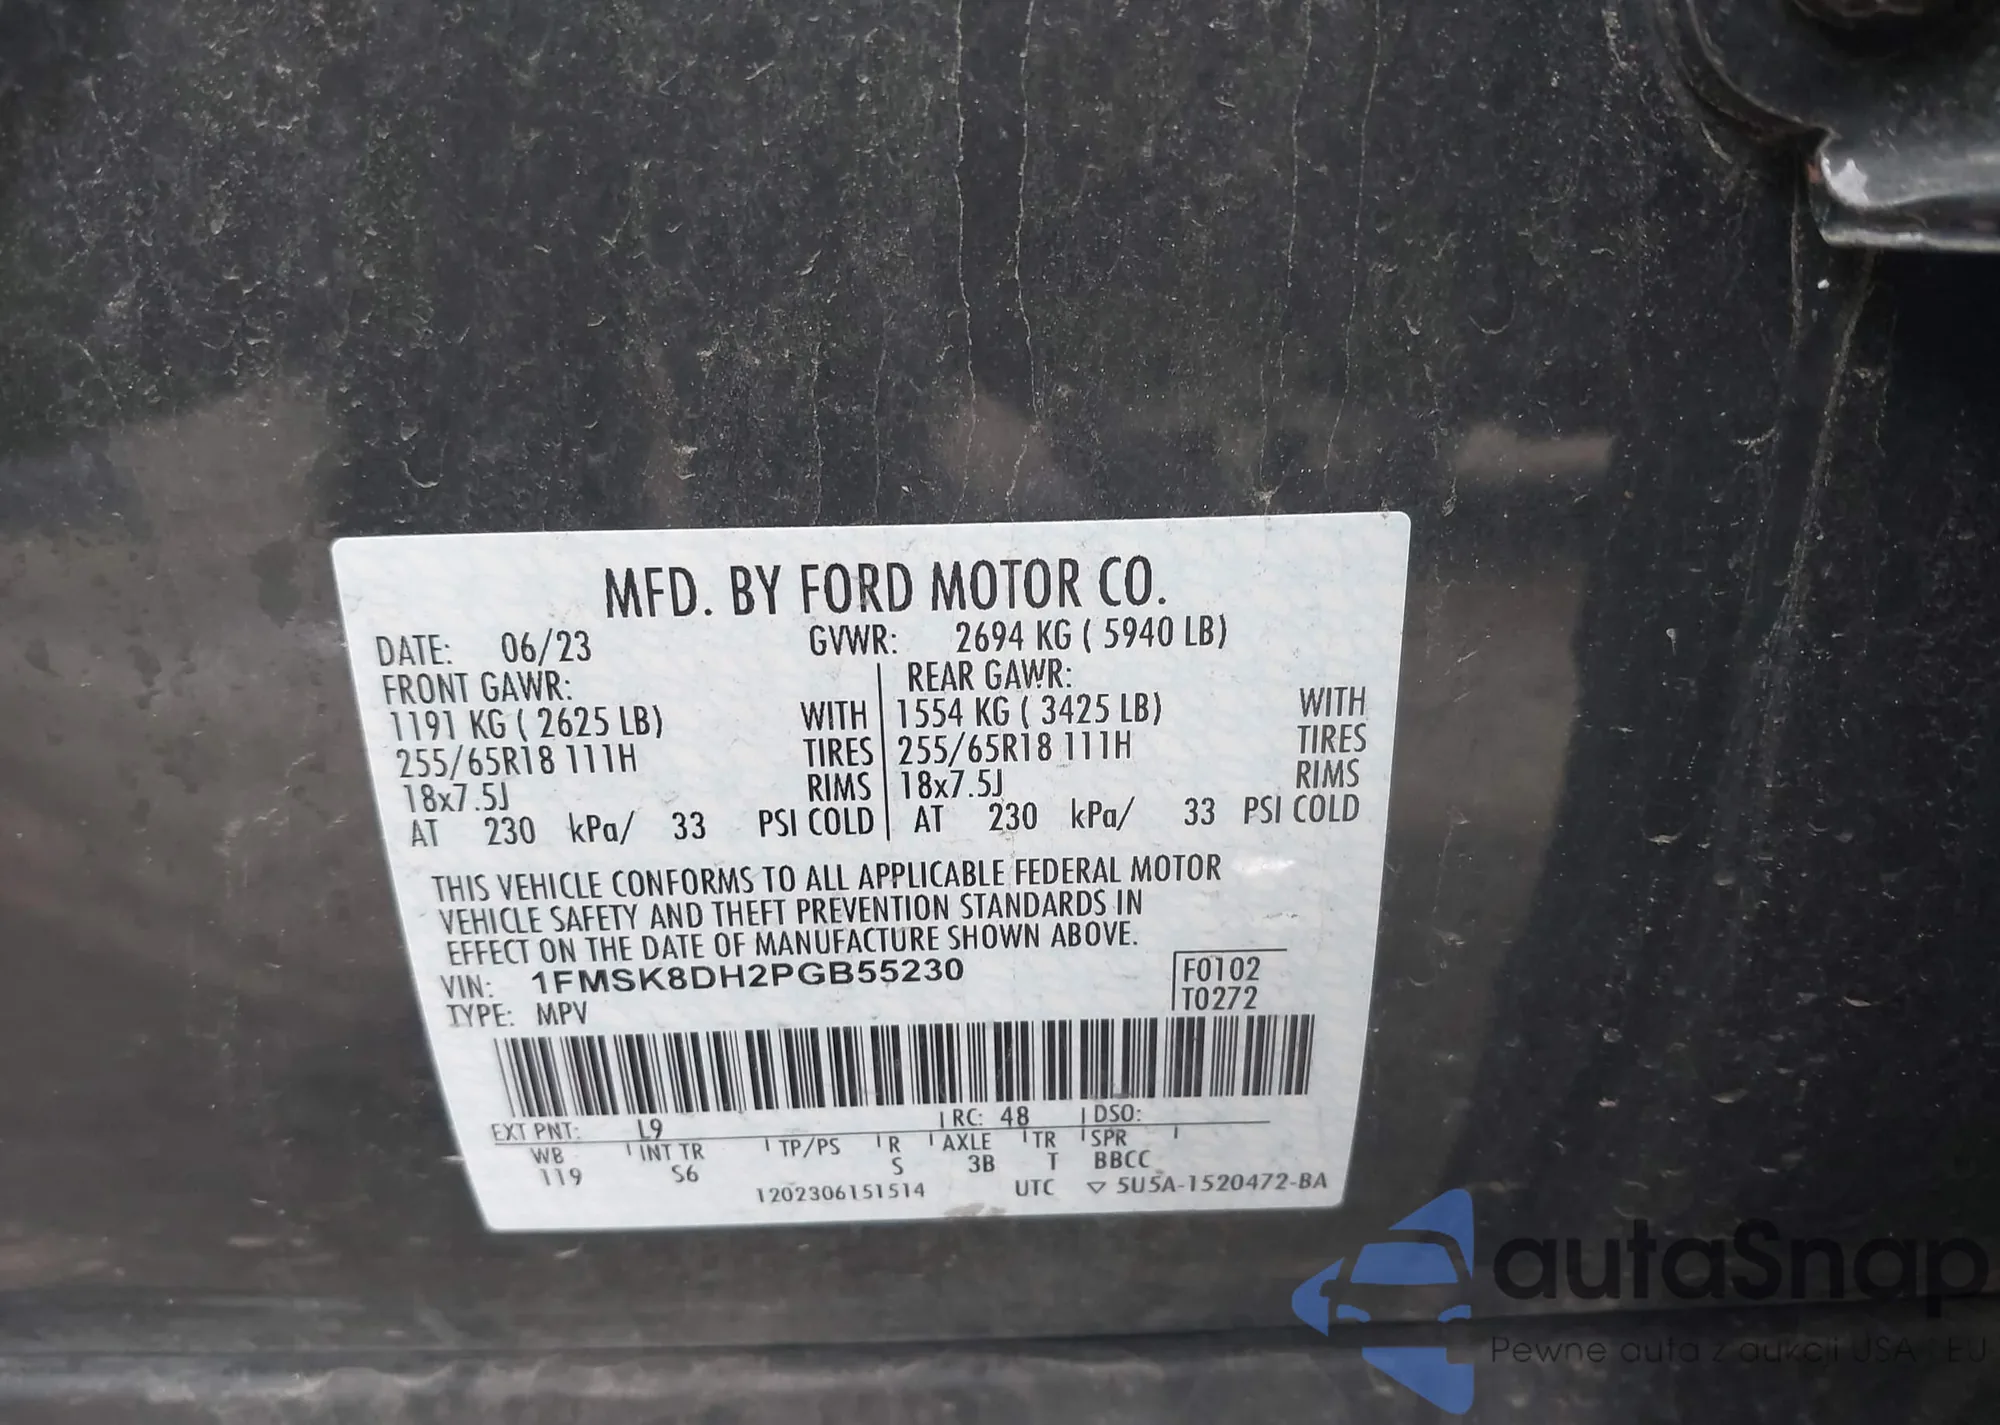 MFD. BY FORD MOTOR CO.
DATE: 06/23 GVWR: 2694 KG ( 5940 LB)
FRONT GAWR: REAR GAWR:
1191 KG ( 2625 LB) WITH 1554 KG ( 3425 LB) WITH
255/65R18 111H TIRES 255/65R18 111H TIRES
18x7.5J RIMS 18x7.5J RIMS
AT 230 kPa/ 33 PSI COLD AT 230 kPa/ 33 PSI COLD
THIS VEHICLE CONFORMS TO ALL APPLICABLE FEDERAL MOTOR
VEHICLE SAFETY AND THEFT PREVENTION STANDARDS IN
EFFECT ON THE DATE OF MANUFACTURE SHOWN ABOVE.
VIN: 1FMSK8DH2PGB55230 F0102
TYPE: MPV T0272
EXT PNT: L9 RC: 48 DSO:
WB INT TR TP/PS R AXLE TR SPR
119 S6 S 3B T BBCC
1202306151514 UTC ▽ 5U5A-1520472-BA
autaSnap
Pewne auta z aukcji USA i EU